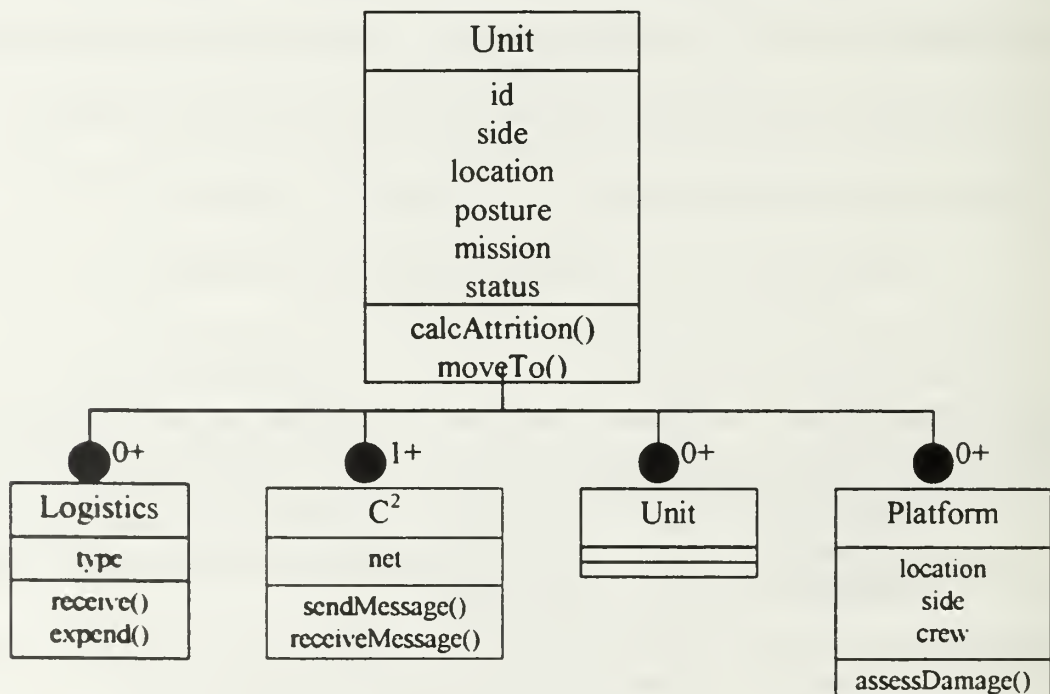 Unit
id
side
location
posture
mission
status
calcAttrition()
moveTo()
0+
1+
0+
0+
Logistics
type
receive()
expend()
C²
net
sendMessage()
receiveMessage()
Unit
Platform
location
side
crew
assessDamage()